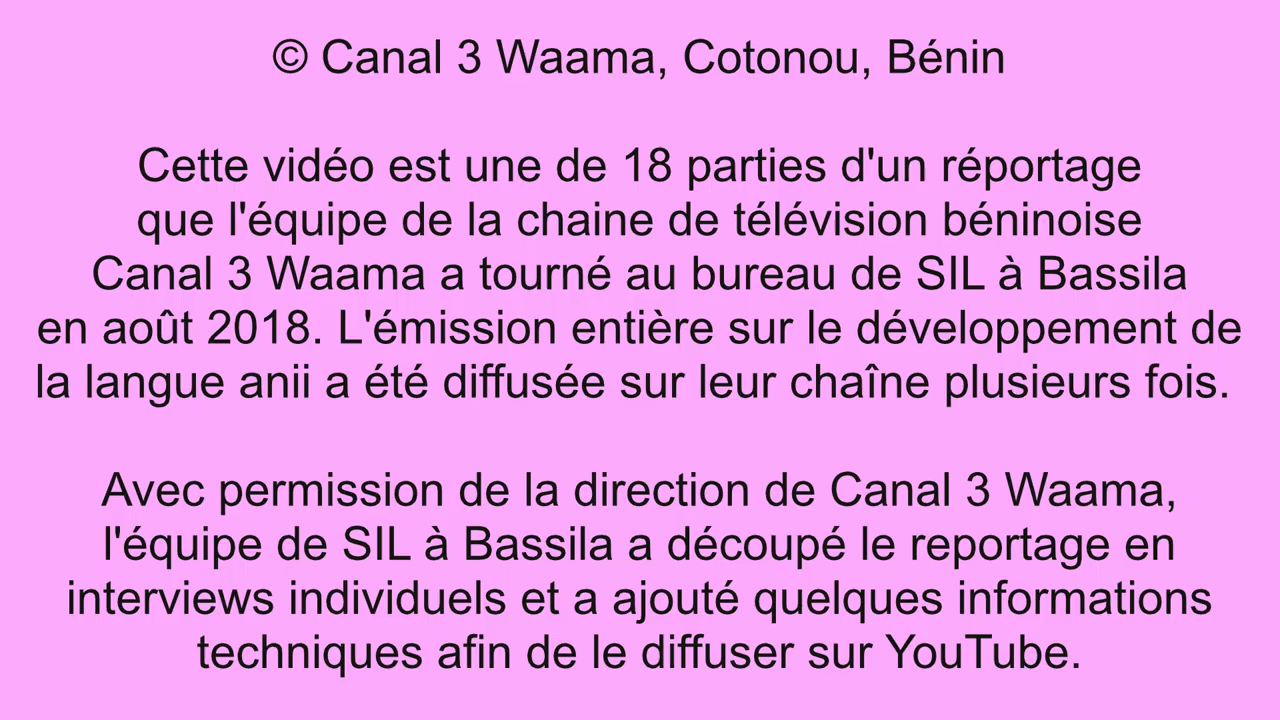 © Canal 3 Waama, Cotonou, Bénin
Cette vidéo est une de 18 parties d'un réportage
que l'équipe de la chaine de télévision béninoise
Canal 3 Waama a tourné au bureau de SIL à Bassila
en août 2018. L'émission entière sur le développement de
la langue anii a été diffusée sur leur chaîne plusieurs fois.
Avec permission de la direction de Canal 3 Waama,
l'équipe de SIL à Bassila a découpé le reportage en
interviews individuels et a ajouté quelques informations
techniques afin de le diffuser sur YouTube.